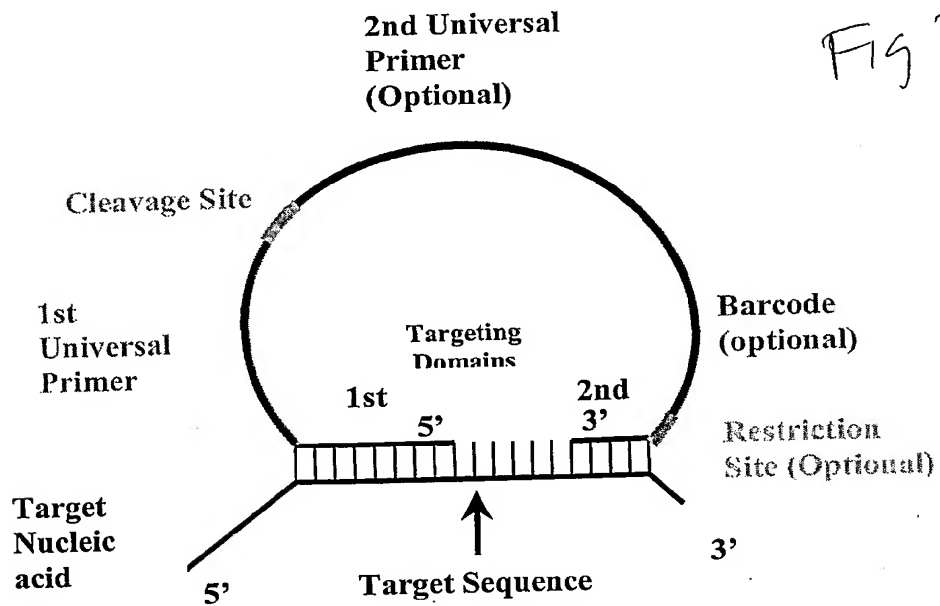 2nd Universal
Primer
(Optional)
Fig
Cleavage Site
1st
Universal
Primer
Targeting
Domains
Barcode
(optional)
1st
2nd
5’
3’
Restriction
Site (Optional)
Target
Nucleic
acid
5’
Target Sequence
3’